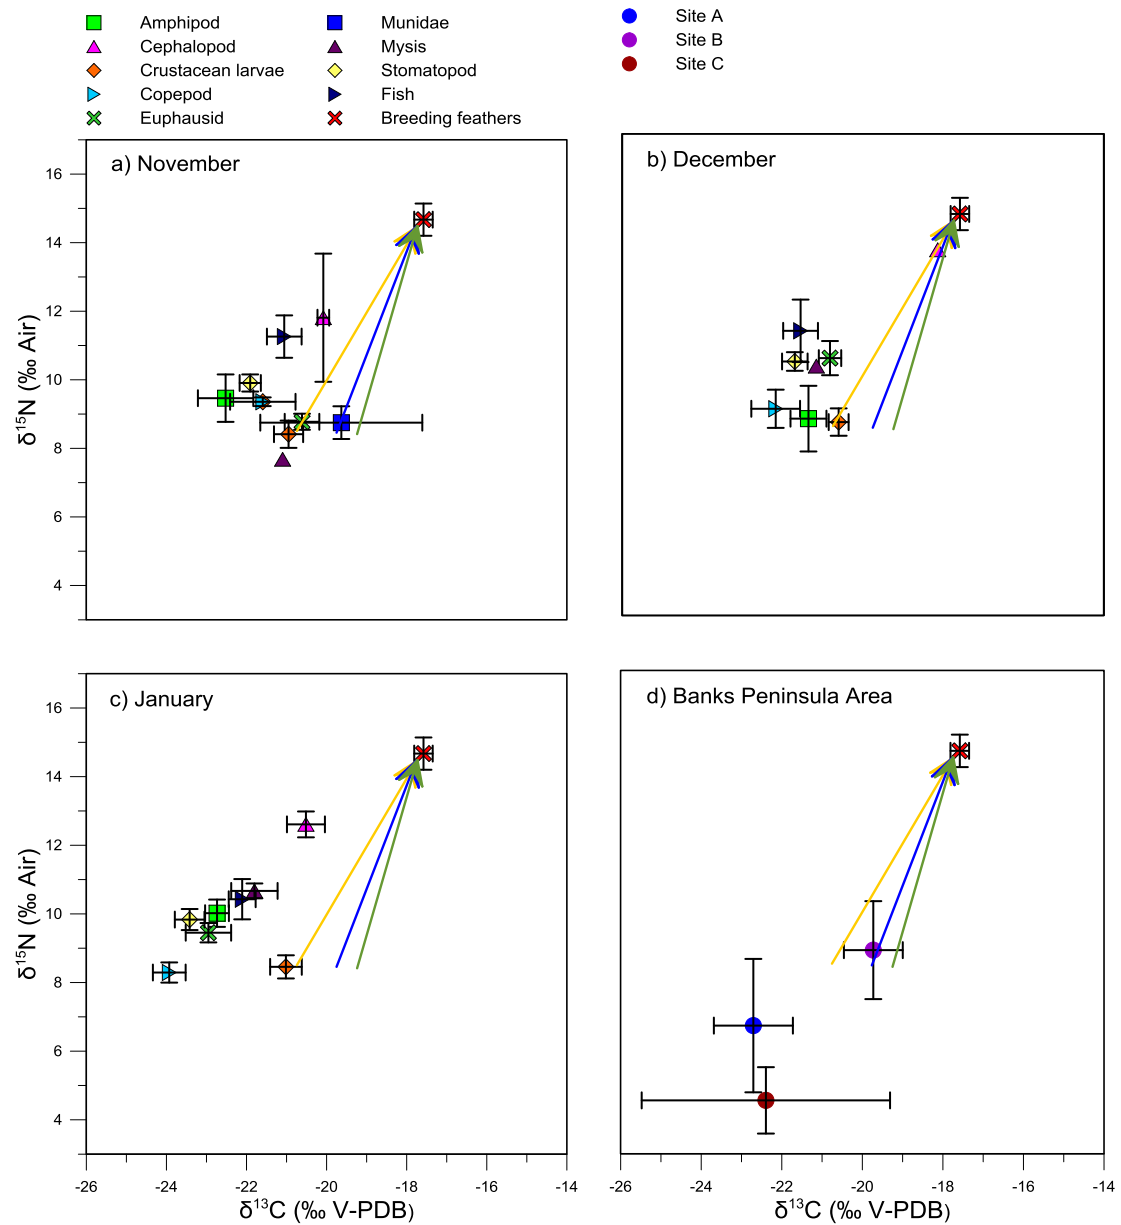 Amphipod
Cephalopod
Crustacean larvae
Copepod
Euphausid
Munidae
Mysis
Stomatopod
Fish
Breeding feathers
Site A
Site B
Site C
a) November
b) December
16
14
12
10
8
6
4
δ¹⁵N (‰ Air)
c) January
d) Banks Peninsula Area
16
14
12
10
8
6
4
δ¹⁵N (‰ Air)
-26 -24 -22 -20 -18 -16 -14
δ¹³C (‰ V-PDB)
-26 -24 -22 -20 -18 -16 -14
δ¹³C (‰ V-PDB)